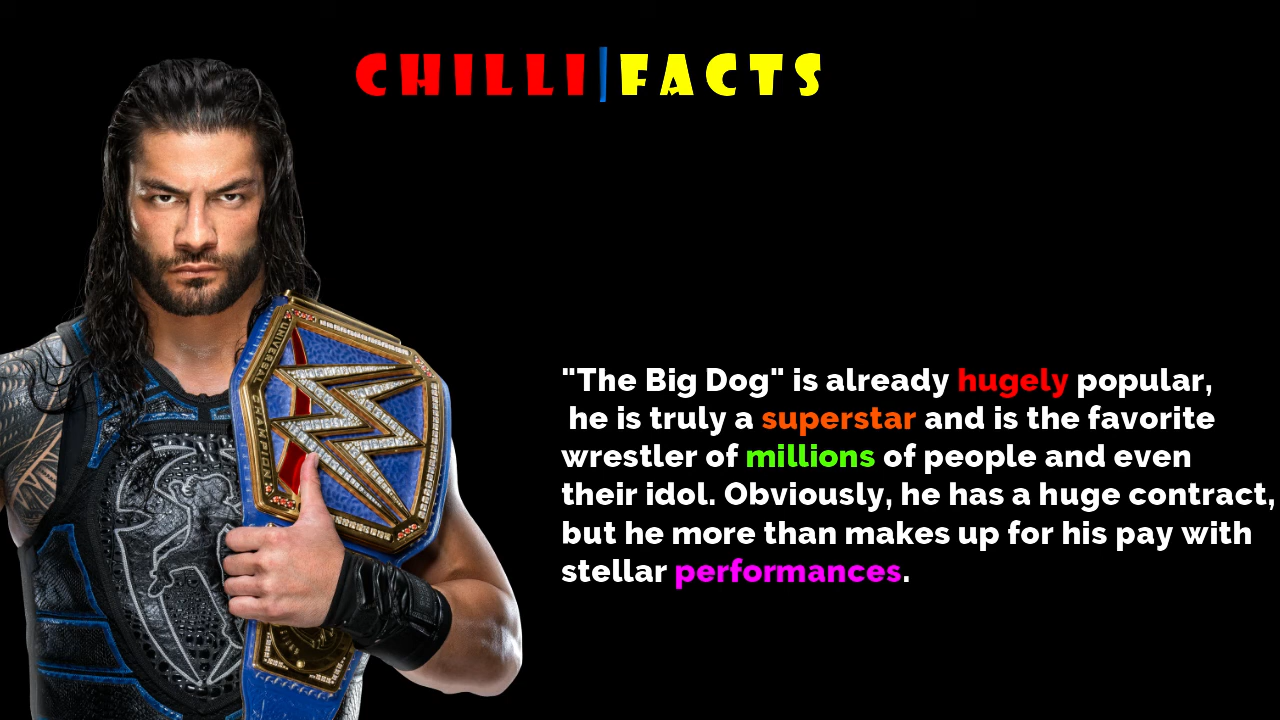 CHILLI|FACTS
UNIVERSAL CHAMPION
"The Big Dog" is already hugely popular,
he is truly a superstar and is the favorite
wrestler of millions of people and even
their idol. Obviously, he has a huge contract,
but he more than makes up for his pay with
stellar performances.